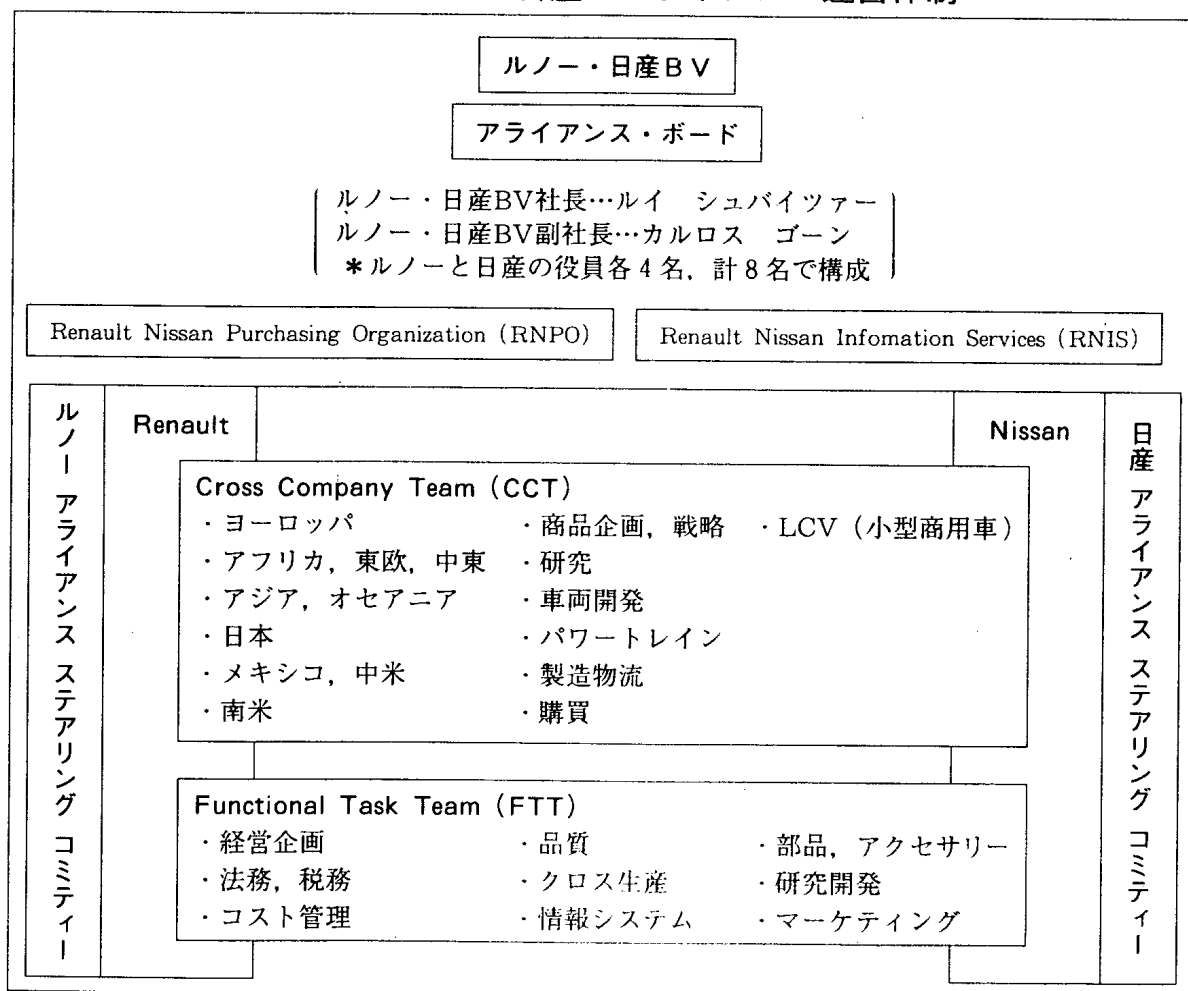 ルノー・日産BV
アライアンス・ボード
ルノー・日産BV社長…ルイ　シュバイツァー
ルノー・日産BV副社長…カルロス　ゴーン
*ルノーと日産の役員各4名，計8名で構成
Renault Nissan Purchasing Organization (RNPO)
Renault Nissan Infomation Services (RNIS)
ルノー アライアンス ステアリング コミティー
Renault
Nissan
日産 アライアンス ステアリング コミティー
Cross Company Team (CCT)
・ヨーロッパ　・商品企画，戦略　・LCV（小型商用車）
・アフリカ，東欧，中東　・研究
・アジア，オセアニア　・車両開発
・日本　・パワートレイン
・メキシコ，中米　・製造物流
・南米　・購買
Functional Task Team (FTT)
・経営企画　・品質　・部品，アクセサリー
・法務，税務　・クロス生産　・研究開発
・コスト管理　・情報システム　・マーケティング